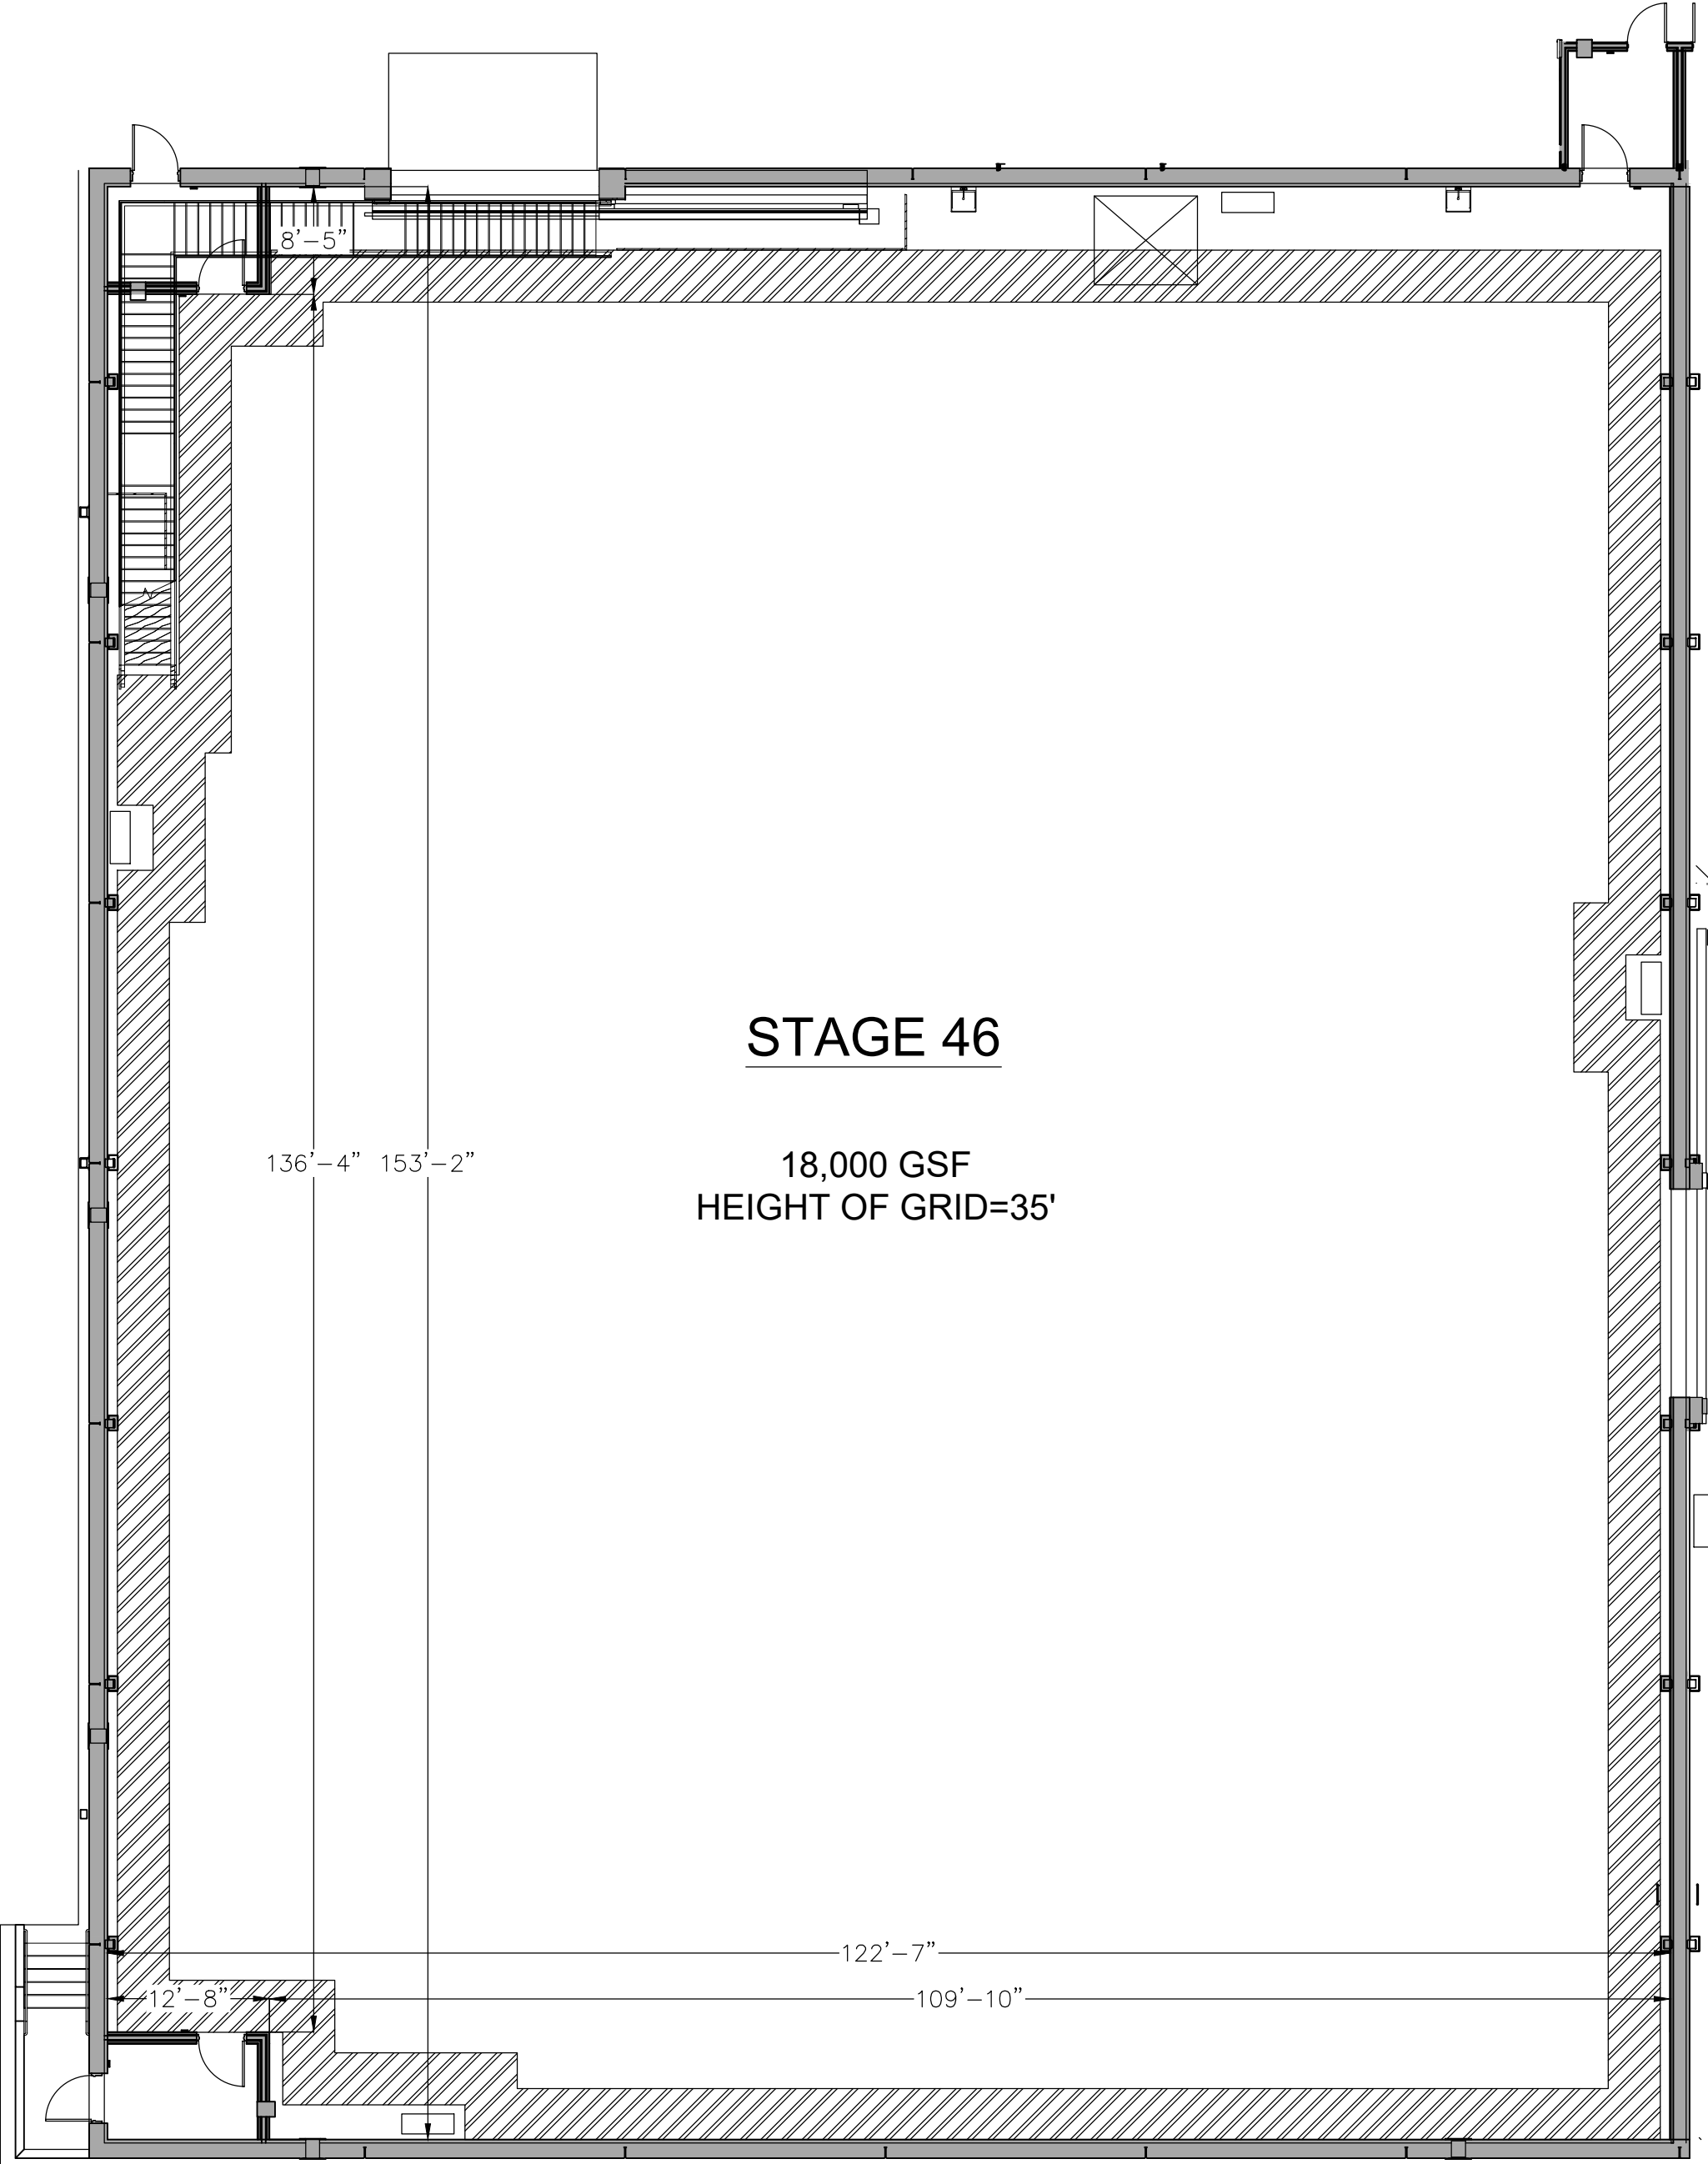 8'-5"
STAGE 46
136'-4" 153'-2"
18,000 GSF
HEIGHT OF GRID=35'
122'-7"
12'-8" 109'-10"